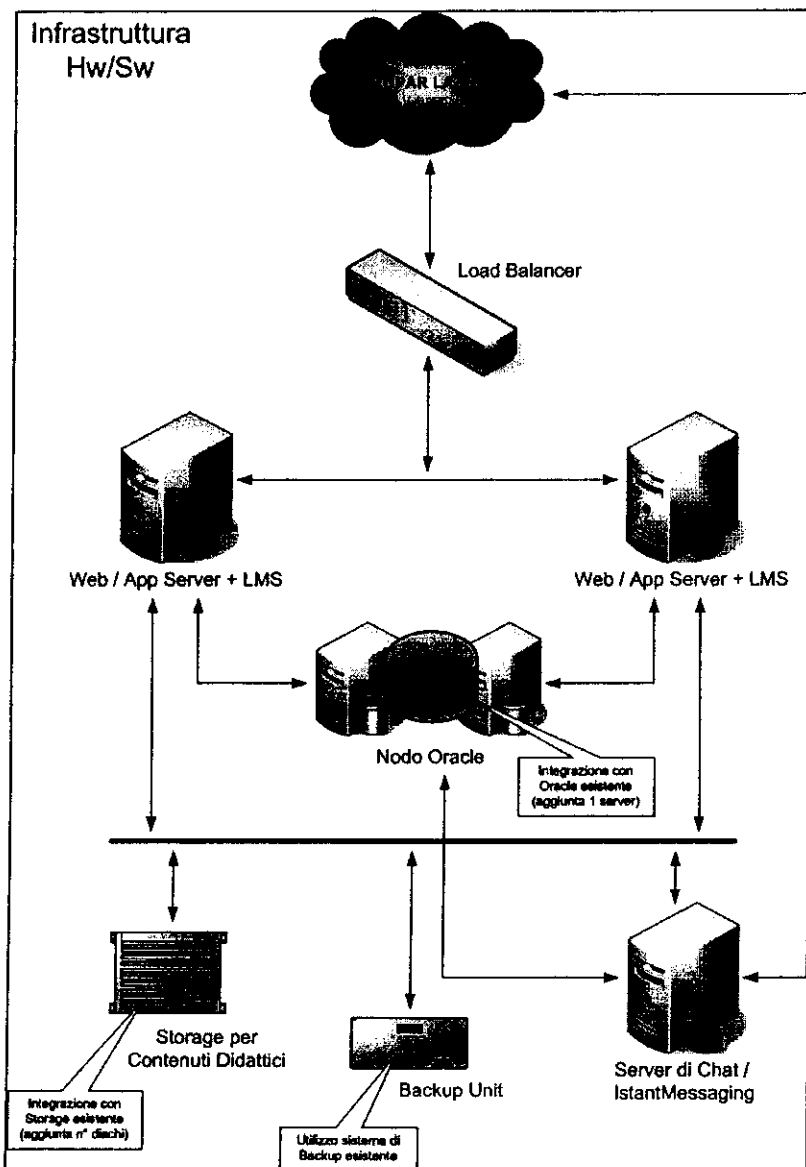 Infrastruttura
Hw/Sw
Load Balancer
Web / App Server + LMS
Web / App Server + LMS
Nodo Oracle
Integrazione con
Oracle esistente
(aggiunta 1 server)
Storage per
Contenuti Didattici
Integrazione con
Storage esistente
(aggiunta n° dischi)
Backup Unit
Utilizzo sistema di
Backup esistente
Server di Chat /
IstantMessaging